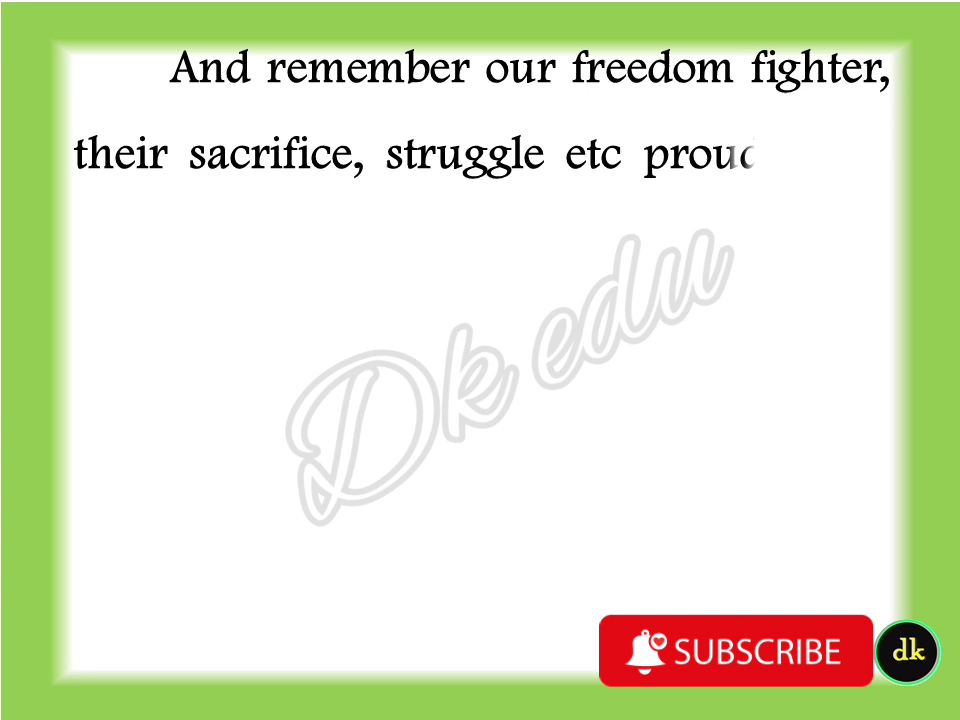 And remember our freedom fighter,
their sacrifice, struggle etc
Dk edu
SUBSCRIBE
dk